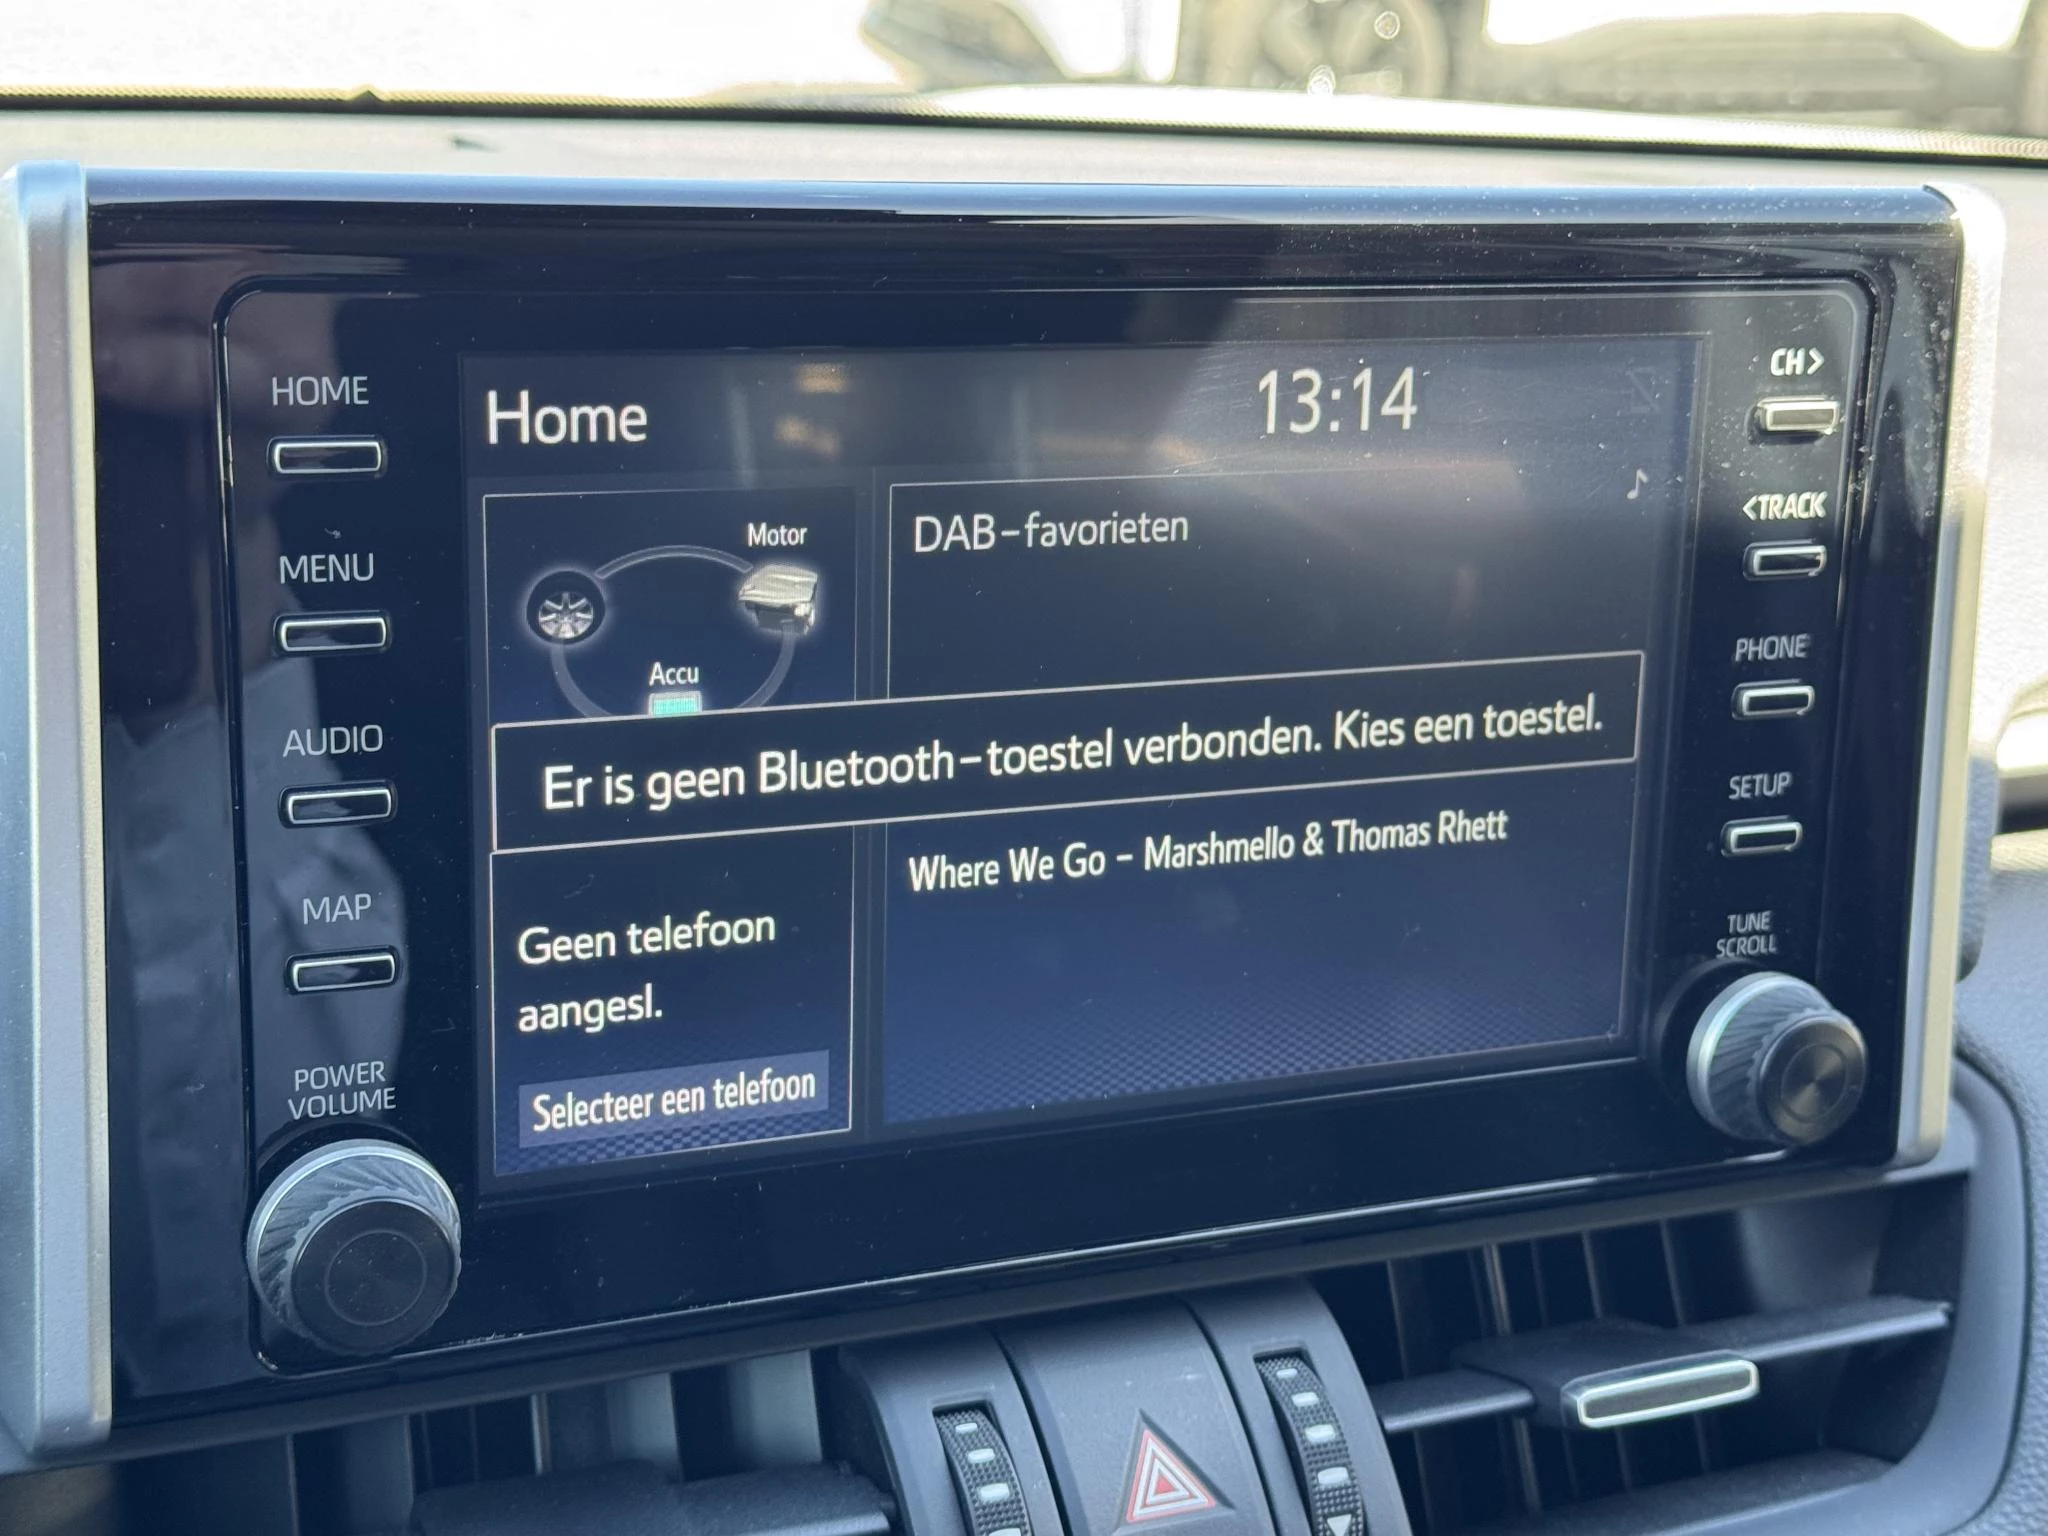 HOME
MENU
AUDIO
MAP
POWER
VOLUME
Home
13:14
Motor
Accu
DAB-favorieten
Er is geen Bluetooth-toestel verbonden. Kies een toestel.
Where We Go - Marshmello & Thomas Rhett
Geen telefoon
aangesl.
Selecteer een telefoon
CH>
<TRACK
PHONE
SETUP
TUNE
SCROLL